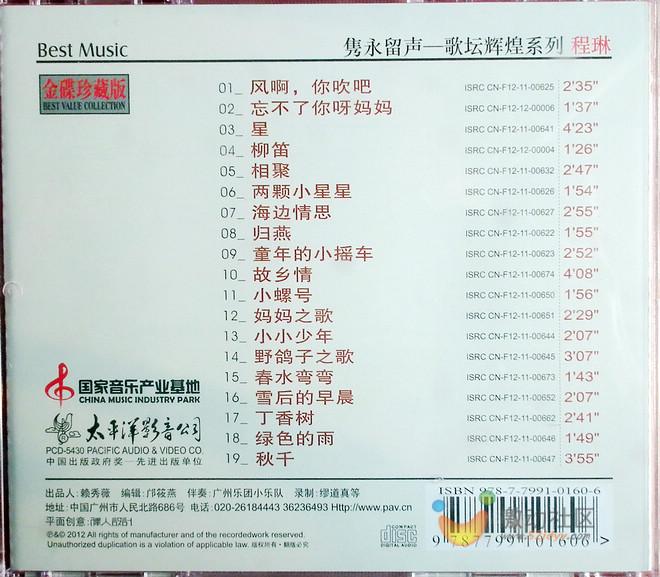 Best Music
隽永留声—歌坛辉煌系列 程琳
金碟珍藏版
BEST VALUE COLLECTION
01_ 风啊，你吹吧 ISRC CN-F12-11-00625 2'35"
02_ 忘不了你呀妈妈 ISRC CN-F12-12-00006 1'37"
03_ 星 ISRC CN-F12-11-00641 4'23"
04_ 柳笛 ISRC CN-F12-12-00004 1'26"
05_ 相聚 ISRC CN-F12-11-00632 2'47"
06_ 两颗小星星 ISRC CN-F12-11-00626 1'54"
07_ 海边情思 ISRC CN-F12-11-00627 2'55"
08_ 归燕 ISRC CN-F12-11-00622 1'55"
09_ 童年的小摇车 ISRC CN-F12-11-00623 2'52"
10_ 故乡情 ISRC CN-F12-11-00674 4'08"
11_ 小螺号 ISRC CN-F12-11-00650 1'56"
12_ 妈妈之歌 ISRC CN-F12-11-00651 2'29"
13_ 小小少年 ISRC CN-F12-11-00644 2'07"
14_ 野鸽子之歌 ISRC CN-F12-11-00645 3'07"
15_ 春水弯弯 ISRC CN-F12-11-00673 1'43"
16_ 雪后的早晨 ISRC CN-F12-11-00652 2'07"
17_ 丁香树 ISRC CN-F12-11-00662 2'41"
18_ 绿色的雨 ISRC CN-F12-11-00646 1'49"
19_ 秋千 ISRC CN-F12-11-00647 3'55"
国家音乐产业基地
CHINA MUSIC INDUSTRY PARK
太平洋影音公司
PCD-5430 PACIFIC AUDIO & VIDEO CO.
中国出版政府奖—先进出版单位
出品人：赖秀薇 编辑：邝筱燕 伴奏：广州乐团小乐队 录制：缪道真等
地址：中国广州市人民北路686号 电话：020-26184443 36236493 Http://www.pav.cn
平面创意：
℗&© 2012 All rights of the manufacturer and of the recordedwork reserved.
Unauthorized duplication is a violation of applicable law. 版权所有·翻版必究
COMPACT
disc
DIGITAL AUDIO
ISBN 978-7-7991-0160-6
9 787799 101606 >